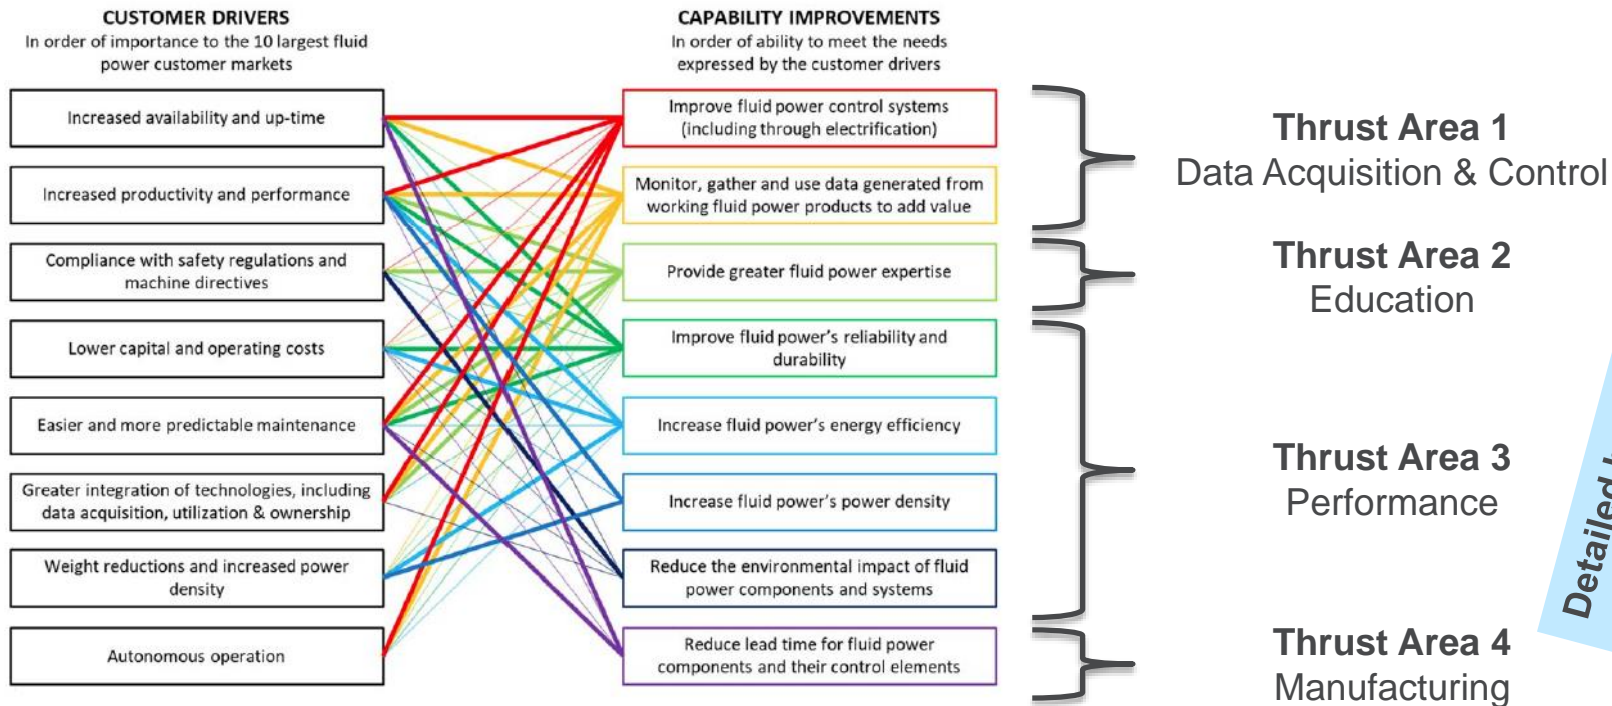 CUSTOMER DRIVERS
In order of importance to the 10 largest fluid
power customer markets
Increased availability and up-time
Increased productivity and performance
Compliance with safety regulations and
machine directives
Lower capital and operating costs
Easier and more predictable maintenance
Greater integration of technologies, including
data acquisition, utilization & ownership
Weight reductions and increased power
density
Autonomous operation
CAPABILITY IMPROVEMENTS
In order of ability to meet the needs
expressed by the customer drivers
Improve fluid power control systems
(including through electrification)
Monitor, gather and use data generated from
working fluid power products to add value
Provide greater fluid power expertise
Improve fluid power’s reliability and
durability
Increase fluid power’s energy efficiency
Increase fluid power’s power density
Reduce the environmental impact of fluid
power components and systems
Reduce lead time for fluid power
components and their control elements
Thrust Area 1
Data Acquisition & Control
Thrust Area 2
Education
Thrust Area 3
Performance
Thrust Area 4
Manufacturing
Detailed